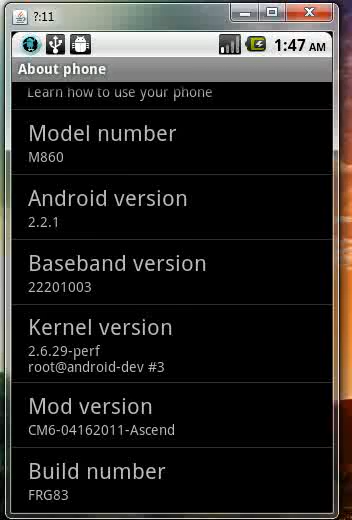 ?:11
1:47 AM
About phone
Learn how to use your phone
Model number
M860
Android version
2.2.1
Baseband version
22201003
Kernel version
2.6.29-perf
root@android-dev #3
Mod version
CM6-04162011-Ascend
Build number
FRG83